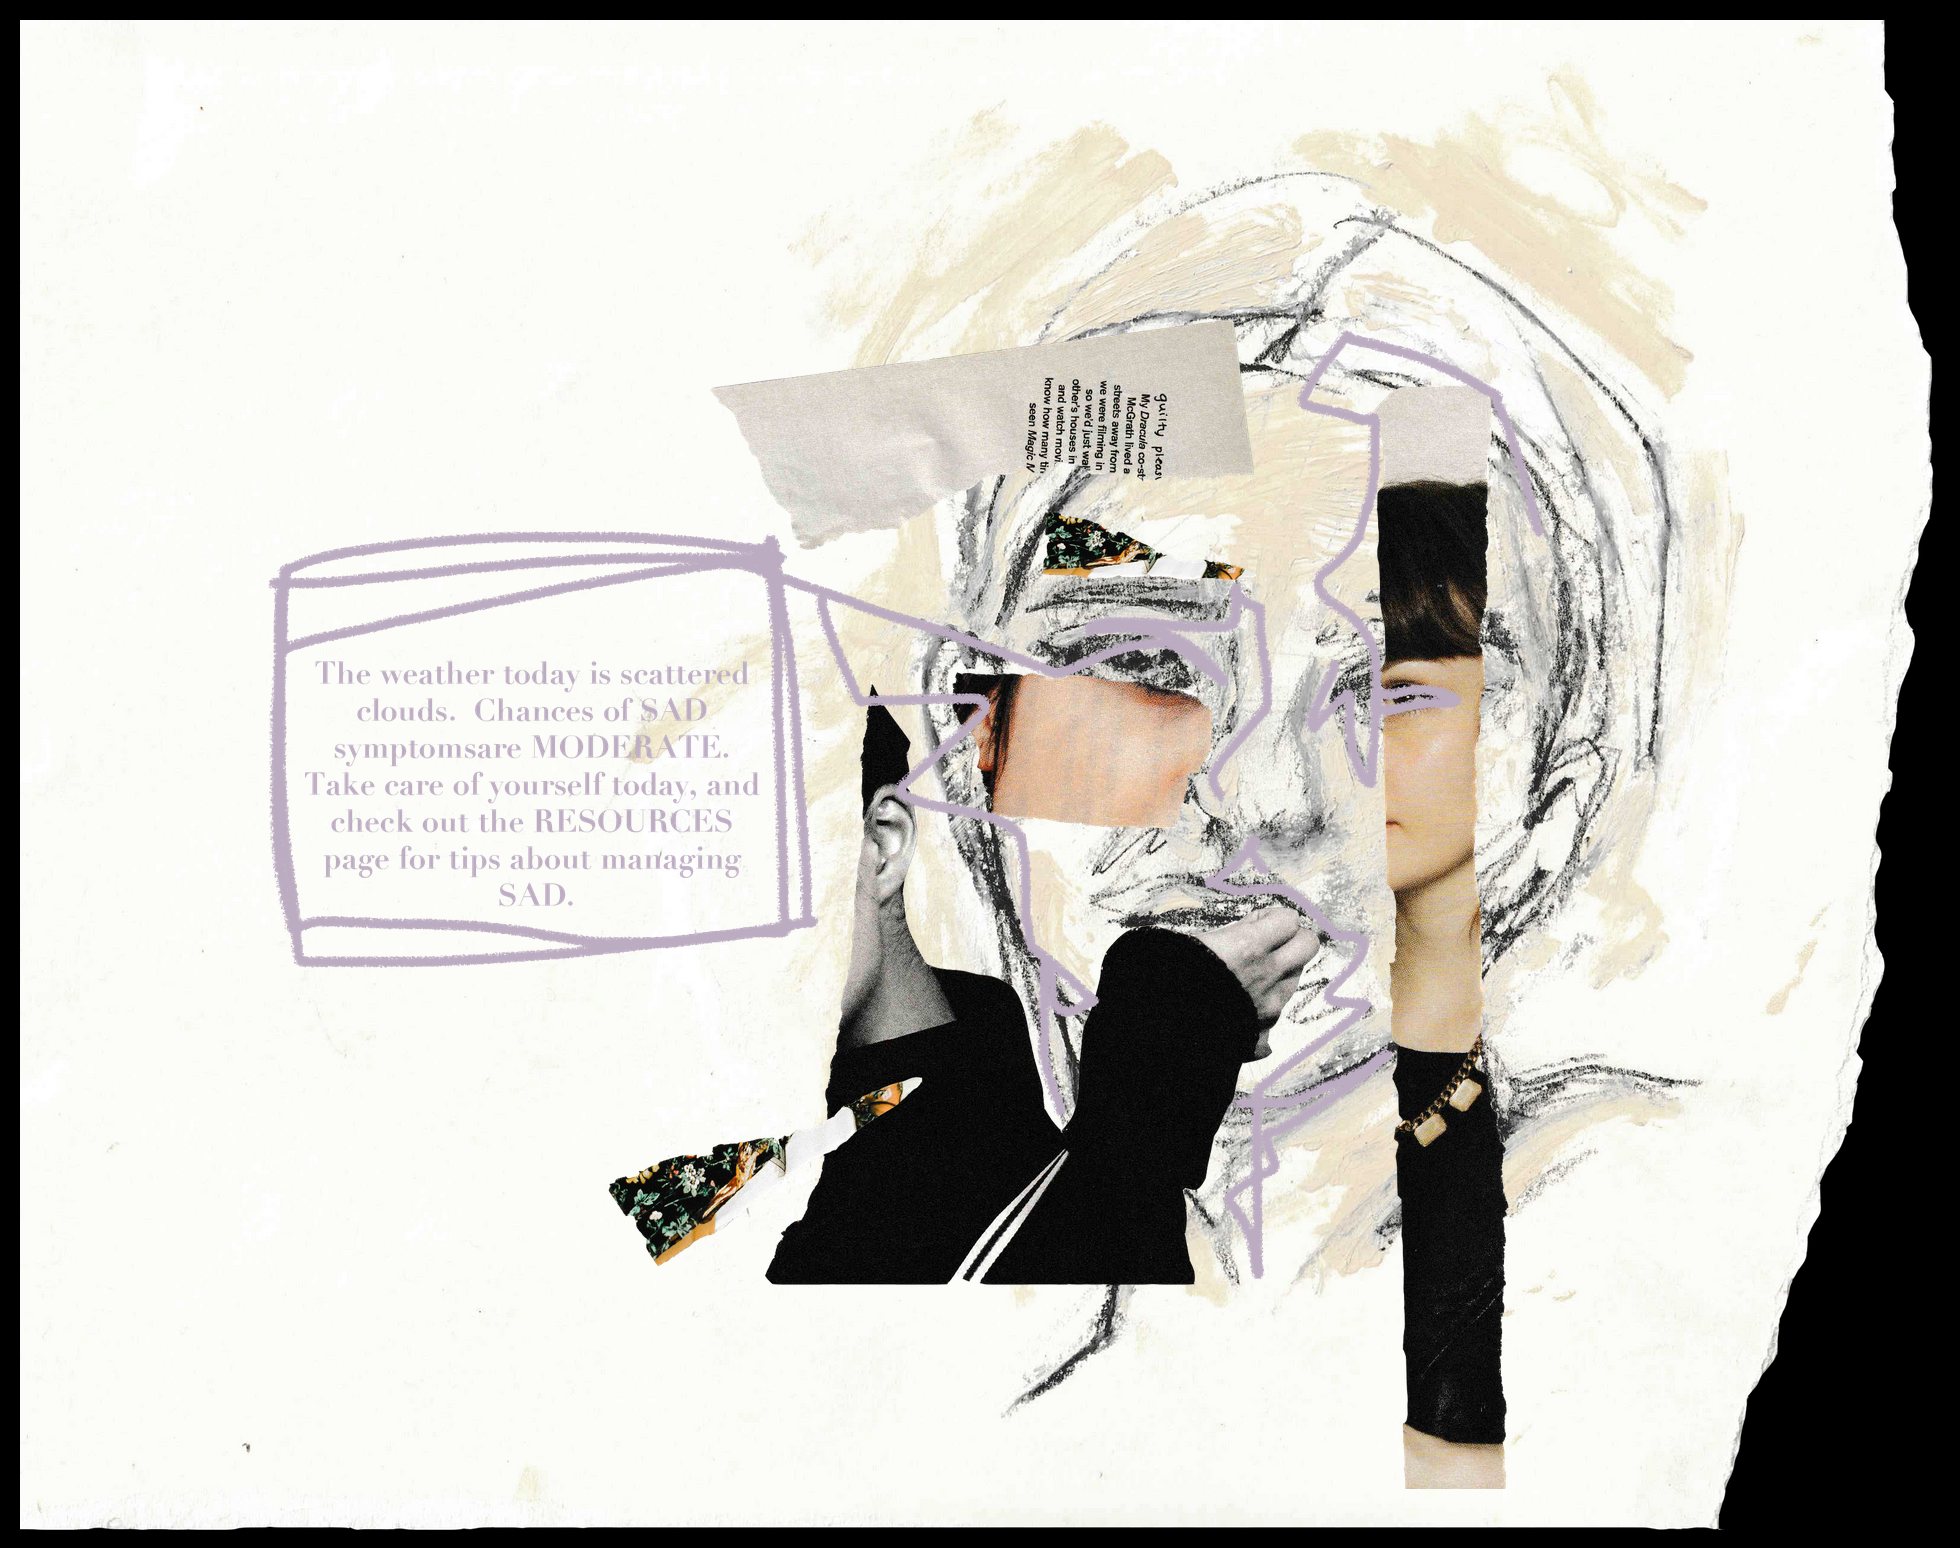 The weather today is scattered
clouds.  Chances of SAD
symptomsare MODERATE.
Take care of yourself today, and
check out the RESOURCES
page for tips about managing
SAD.
guilty
My Dracula co-st
McGrath lived a
streets away from
we were filming in
so we'd just wal
other's houses in
and watch movi
know how many
seen Magic